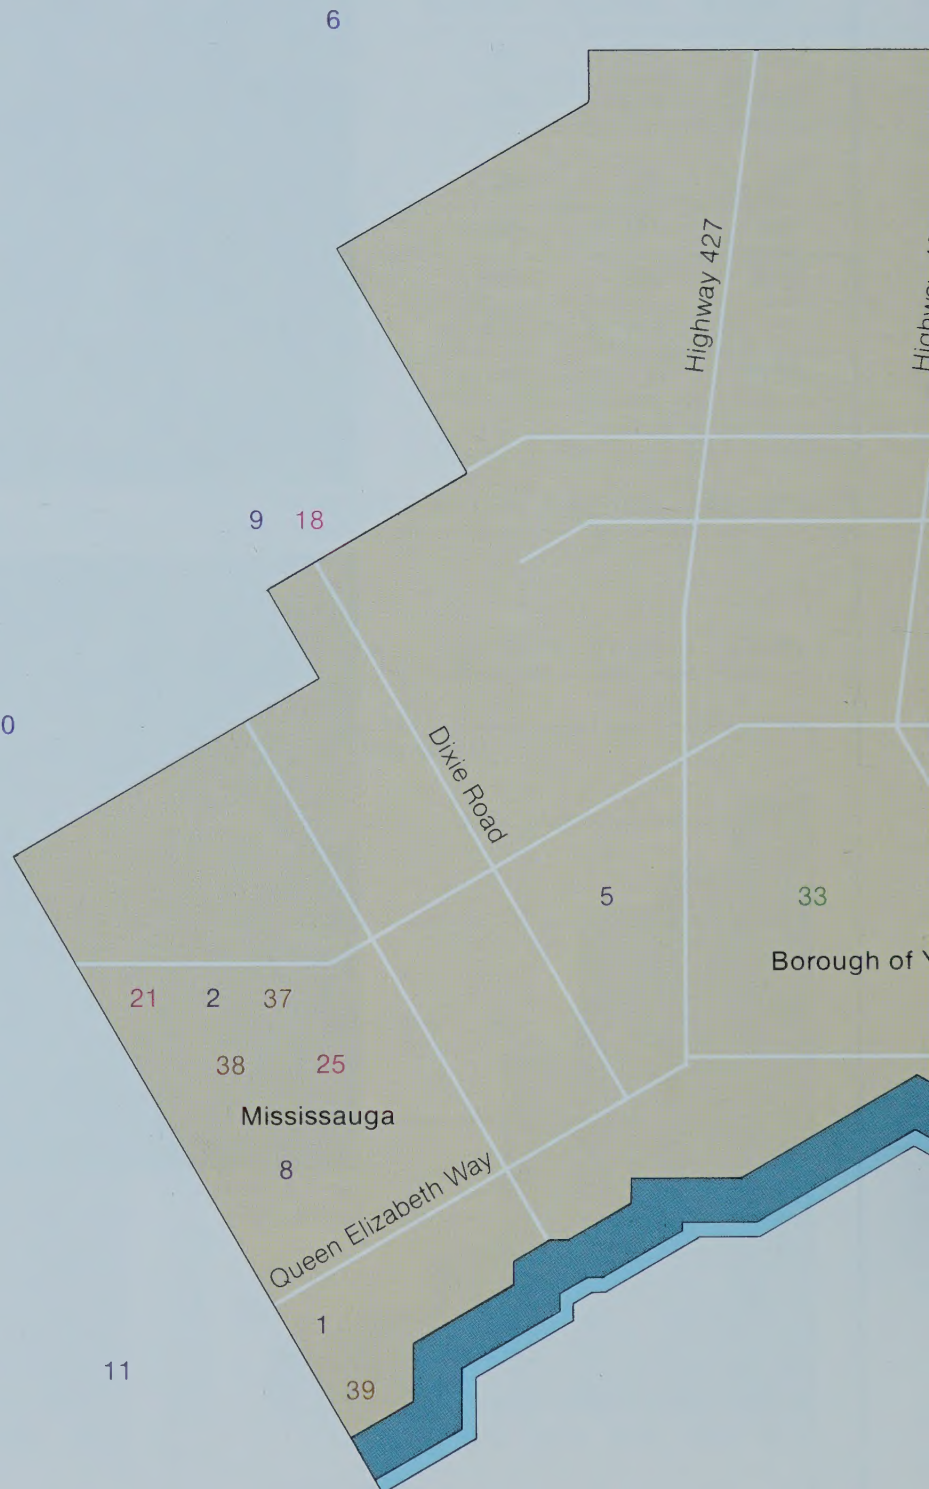 6
Highway 427
9 18
0
Dixie Road
5 33
Borough of
21 2 37
38 25
Mississauga
8
Queen Elizabeth Way
1
11
39